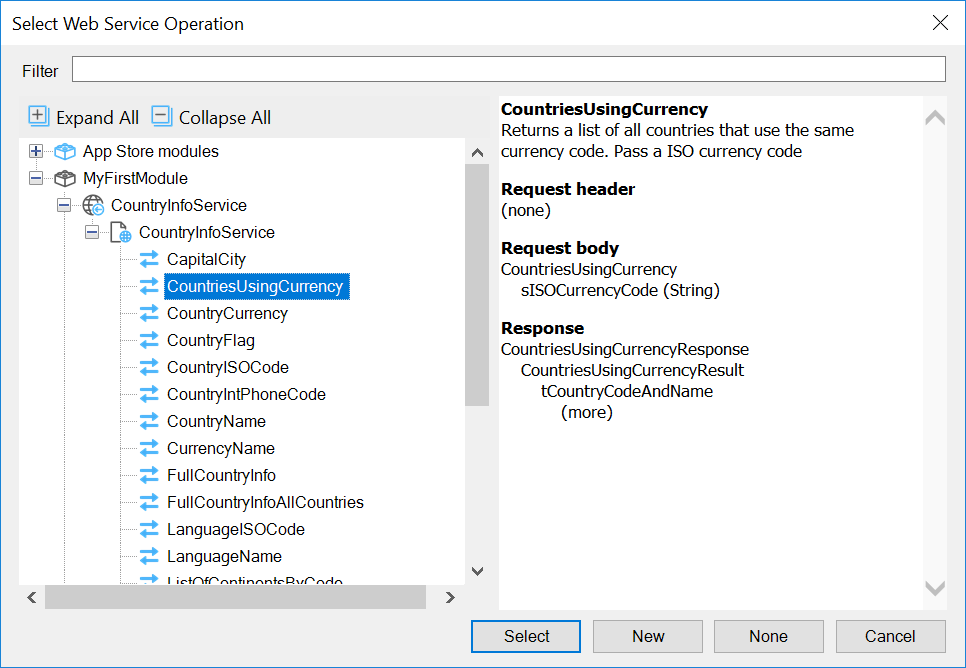 Select Web Service Operation
Filter
Expand All Collapse All
App Store modules
MyFirstModule
CountryInfoService
CountryInfoService
CapitalCity
CountriesUsingCurrency
CountryCurrency
CountryFlag
CountryISOCode
CountryIntPhoneCode
CountryName
CurrencyName
FullCountryInfo
FullCountryInfoAllCountries
LanguageISOCode
LanguageName
ListOfContinentsByCode
CountriesUsingCurrency
Returns a list of all countries that use the same
currency code. Pass a ISO currency code
Request header
(none)
Request body
CountriesUsingCurrency
sISOCurrencyCode (String)
Response
CountriesUsingCurrencyResponse
CountriesUsingCurrencyResult
tCountryCodeAndName
(more)
Select New None Cancel